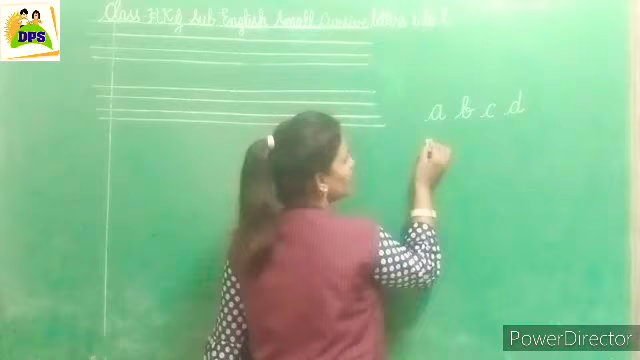 DPS
Class-H.K.G Sub. English Small Cursive letters a to z
a b c d
PowerDirector